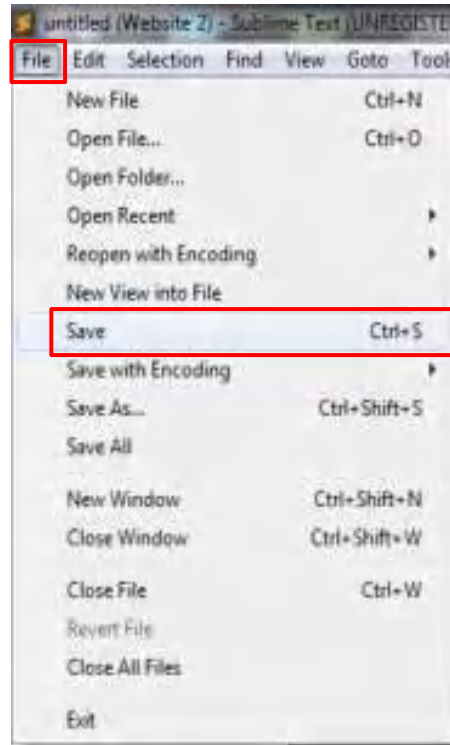 untitled (Website 2) - Sublime Text (UNREGISTE
File Edit Selection Find View Goto Tool
New File Ctrl+N
Open File... Ctrl+O
Open Folder...
Open Recent
Reopen with Encoding
New View into File
Save Ctrl+S
Save with Encoding
Save As... Ctrl+Shift+S
Save All
New Window Ctrl+Shift+N
Close Window Ctrl+Shift+W
Close File Ctrl+W
Revert File
Close All Files
Exit